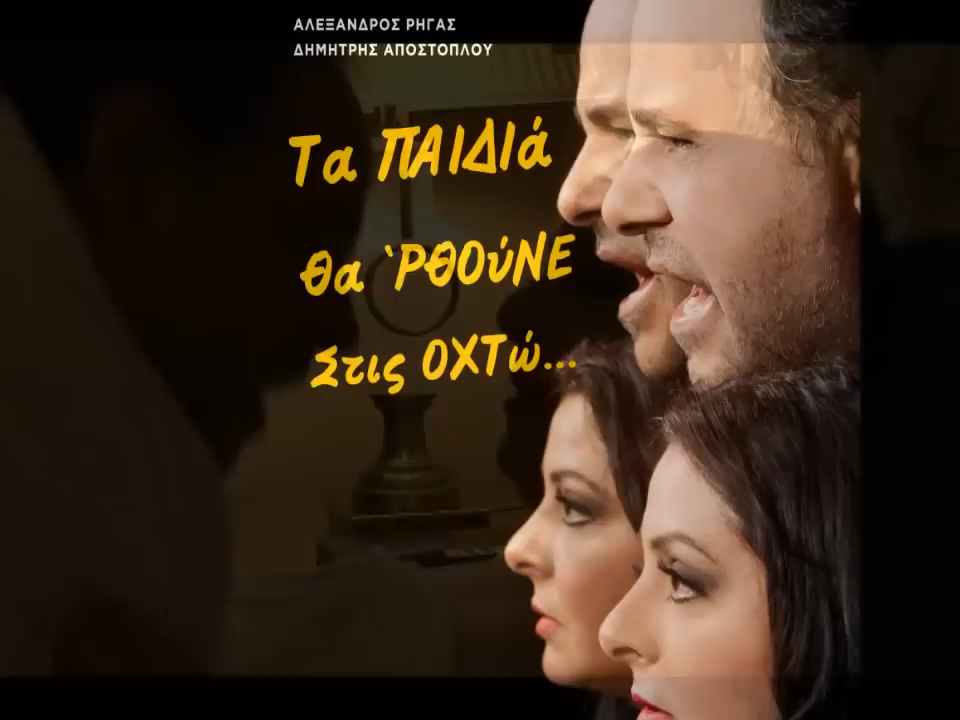 ΑΛΕΞΑΝΔΡΟΣ ΡΗΓΑΣ
ΔΗΜΗΤΡΗΣ ΑΠΟΣΤΟΠΛΟΥ
Τα ΠΑΙΔΙά
θα 'ΡΘΟύΝΕ
Στις ΟΧΤώ...